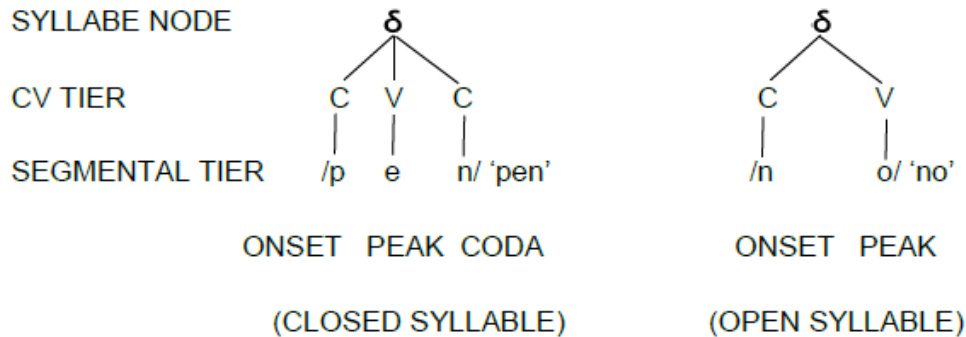 SYLLABE NODE δ δ
CV TIER C V C C V
SEGMENTAL TIER /p e n/ ‘pen’ /n o/ ‘no’
ONSET PEAK CODA ONSET PEAK
(CLOSED SYLLABLE) (OPEN SYLLABLE)